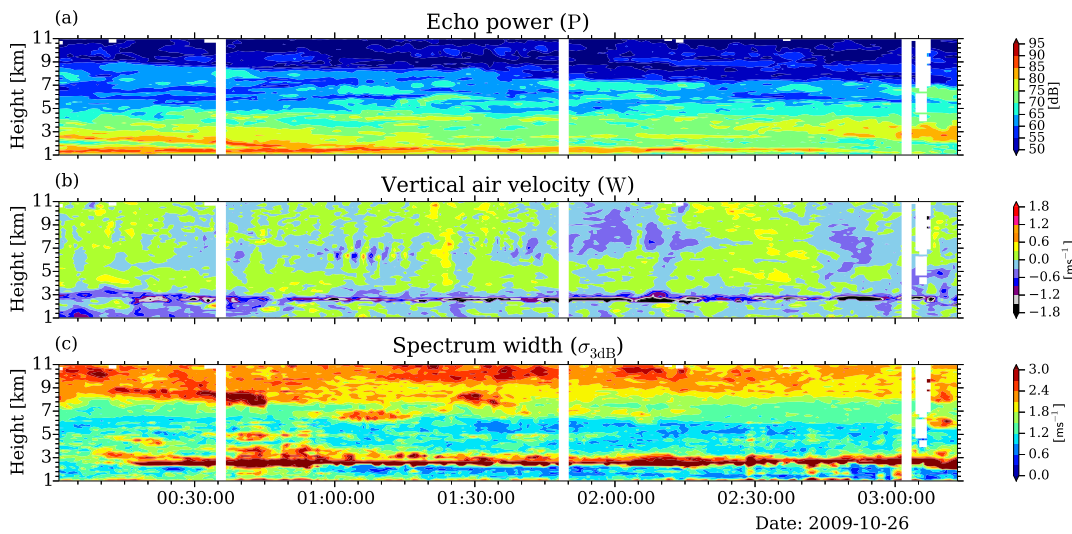 (a)
Echo power (P)
Height [km]
11
9
7
5
3
1
95
90
85
80
75
70
65
60
55
50
[dB]
(b)
Vertical air velocity (W)
Height [km]
11
9
7
5
3
1
1.8
1.2
0.6
0.0
−0.6
−1.2
−1.8
[ms⁻¹]
(c)
Spectrum width (σ3dB)
Height [km]
11
9
7
5
3
1
3.0
2.4
1.8
1.2
0.6
0.0
[ms⁻¹]
00:30:00 01:00:00 01:30:00 02:00:00 02:30:00 03:00:00
Date: 2009-10-26